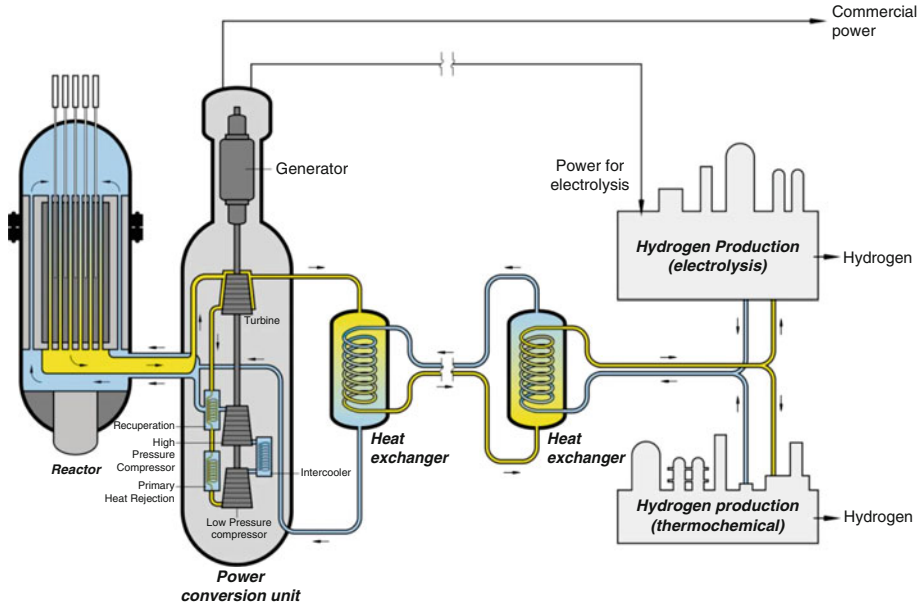 Commercial
power
Generator
Power for
electrolysis
Hydrogen Production
(electrolysis)
Hydrogen
Turbine
Recuperation
High
Pressure
Compressor
Intercooler
Primary
Heat Rejection
Low Pressure
compressor
Reactor
Heat
exchanger
Heat
exchanger
Hydrogen production
(thermochemical)
Hydrogen
Power
conversion unit